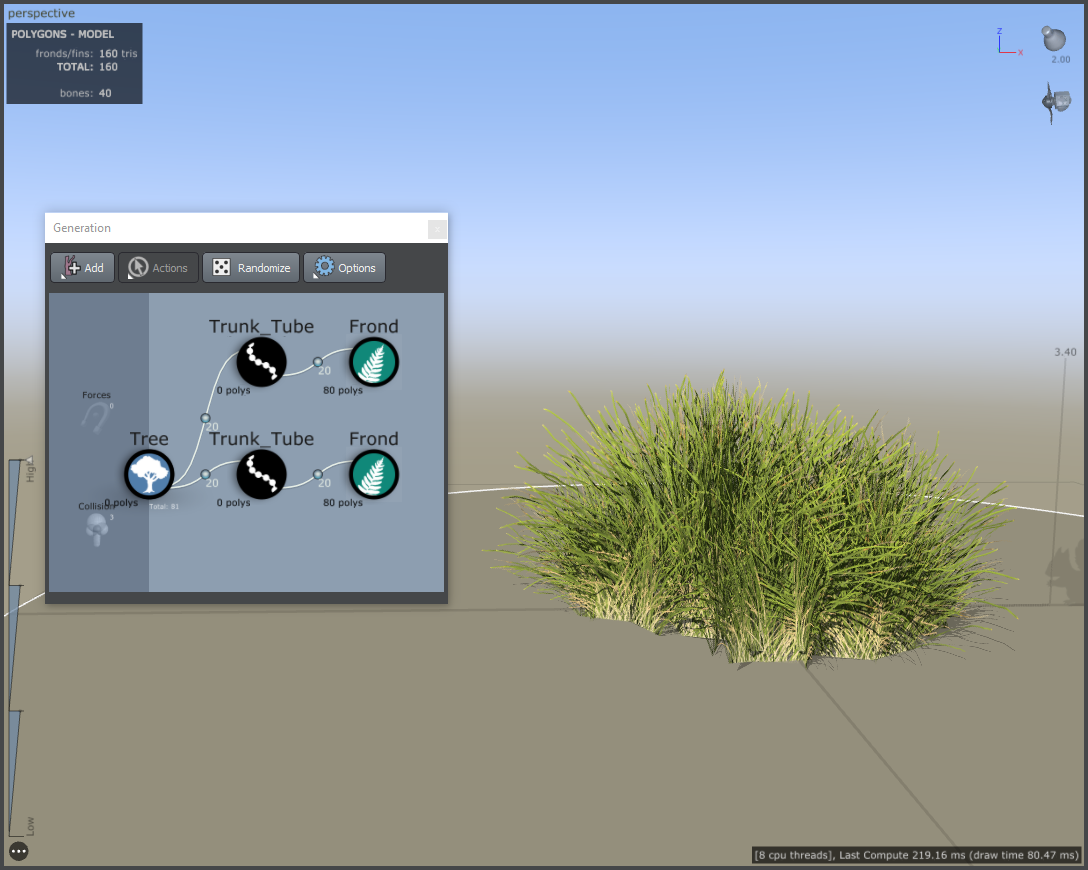 perspective
POLYGONS - MODEL
fronds/fins: 160 tris
TOTAL: 160
bones: 40
z
x
2.00
Generation
x
Add
Actions
Randomize
Options
Trunk_Tube
Frond
20
0 polys
80 polys
Forces
0
20
Tree
Trunk_Tube
Frond
20
20
0 polys
0 polys
80 polys
Collision
Total: 81
3
3.40
High
Low
[8 cpu threads], Last Compute 219.16 ms (draw time 80.47 ms)